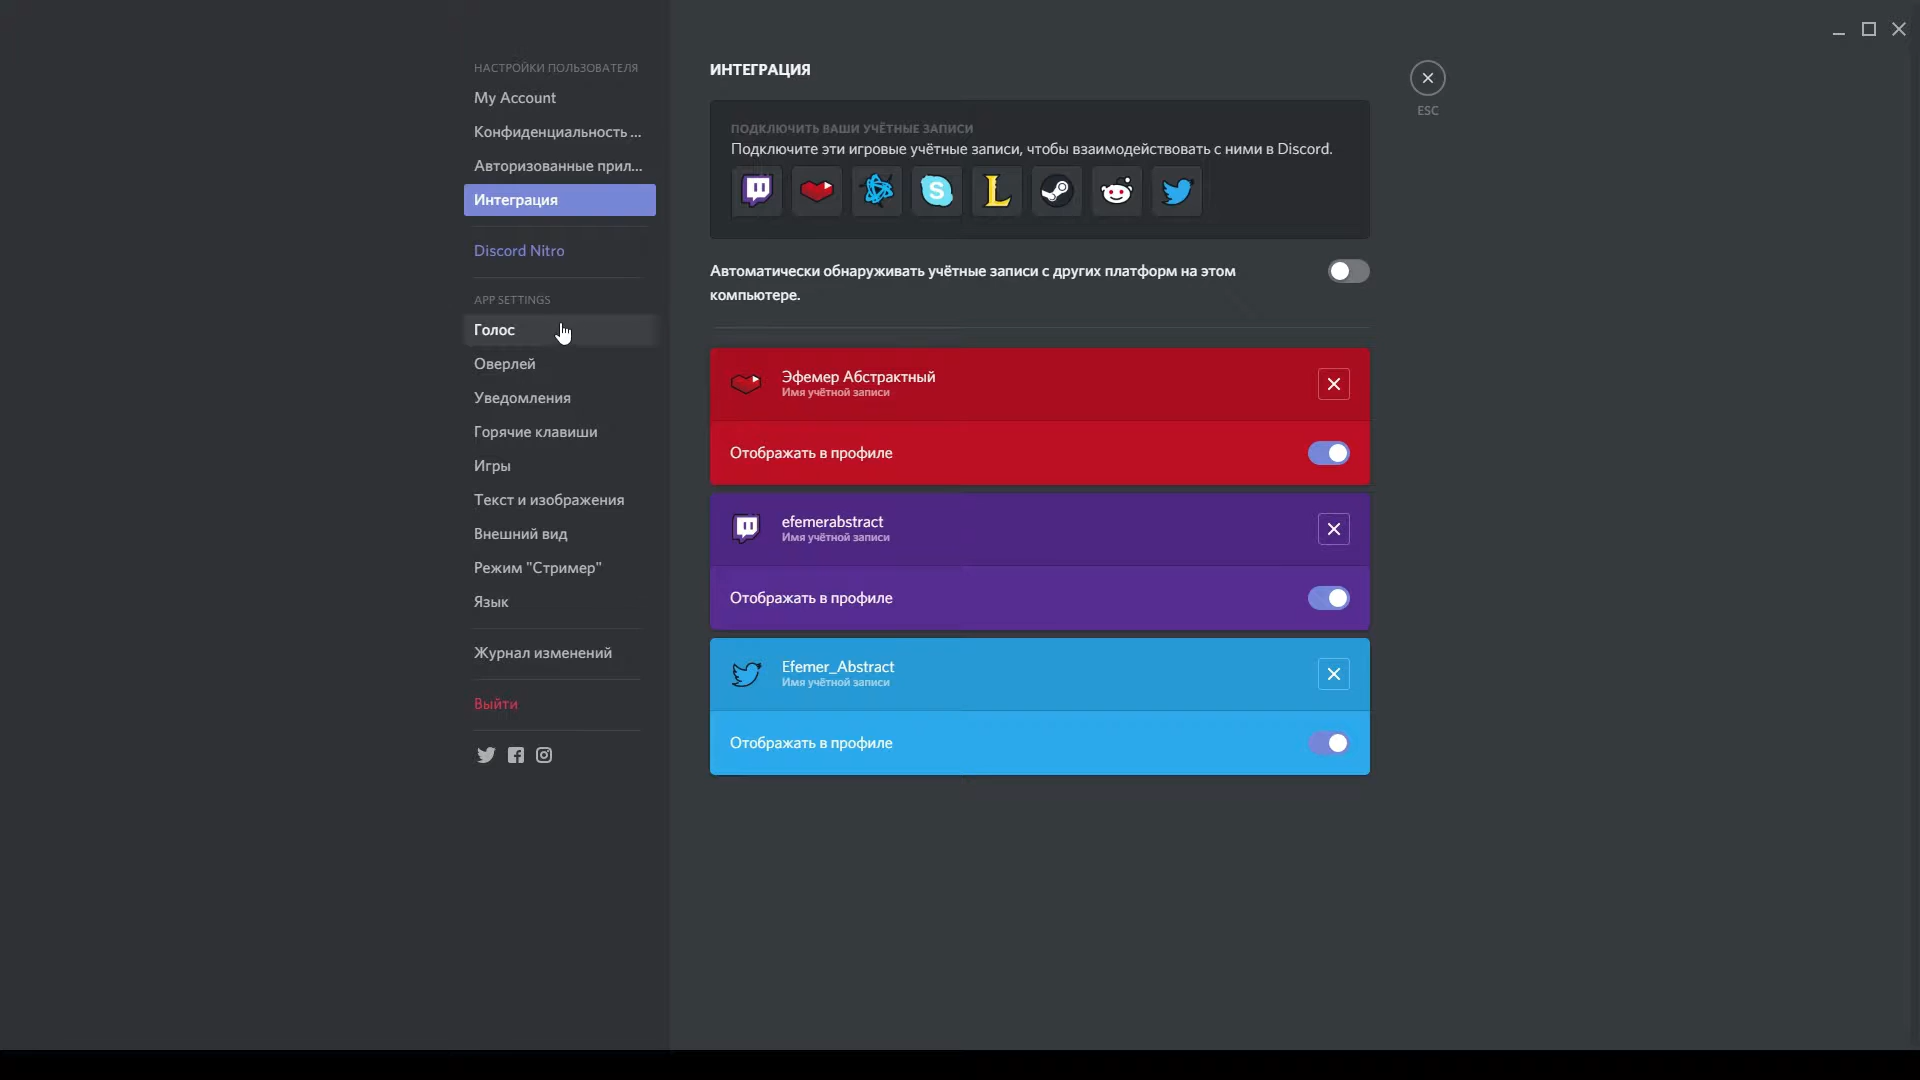 НАСТРОЙКИ ПОЛЬЗОВАТЕЛЯ
My Account
Конфиденциальность ...
Авторизованные прил...
Интеграция
Discord Nitro
APP SETTINGS
Голос
Оверлей
Уведомления
Горячие клавиши
Игры
Текст и изображения
Внешний вид
Режим "Стример"
Язык
Журнал изменений
Выйти
ИНТЕГРАЦИЯ
ESC
ПОДКЛЮЧИТЬ ВАШИ УЧЁТНЫЕ ЗАПИСИ
Подключите эти игровые учётные записи, чтобы взаимодействовать с ними в Discord.
Автоматически обнаруживать учётные записи с других платформ на этом
компьютере.
Эфемер Абстрактный
Имя учётной записи
Отображать в профиле
efemerabstract
Имя учётной записи
Отображать в профиле
Efemer_Abstract
Имя учётной записи
Отображать в профиле